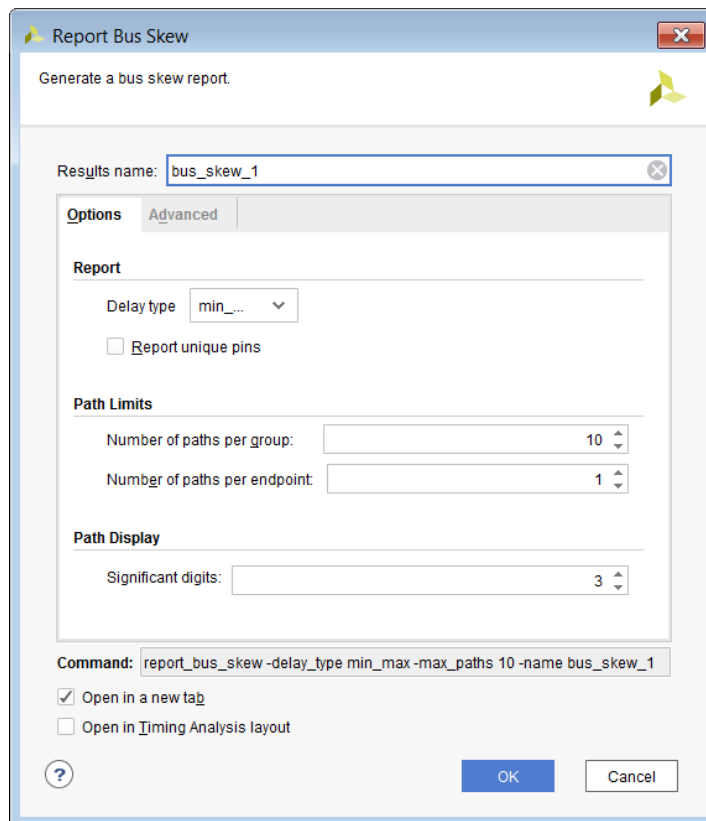 Report Bus Skew
Generate a bus skew report.
Results name: bus_skew_1
Options Advanced
Report
Delay type min_...
Report unique pins
Path Limits
Number of paths per group: 10
Number of paths per endpoint: 1
Path Display
Significant digits: 3
Command: report_bus_skew -delay_type min_max -max_paths 10 -name bus_skew_1
Open in a new tab
Open in Timing Analysis layout
? OK Cancel